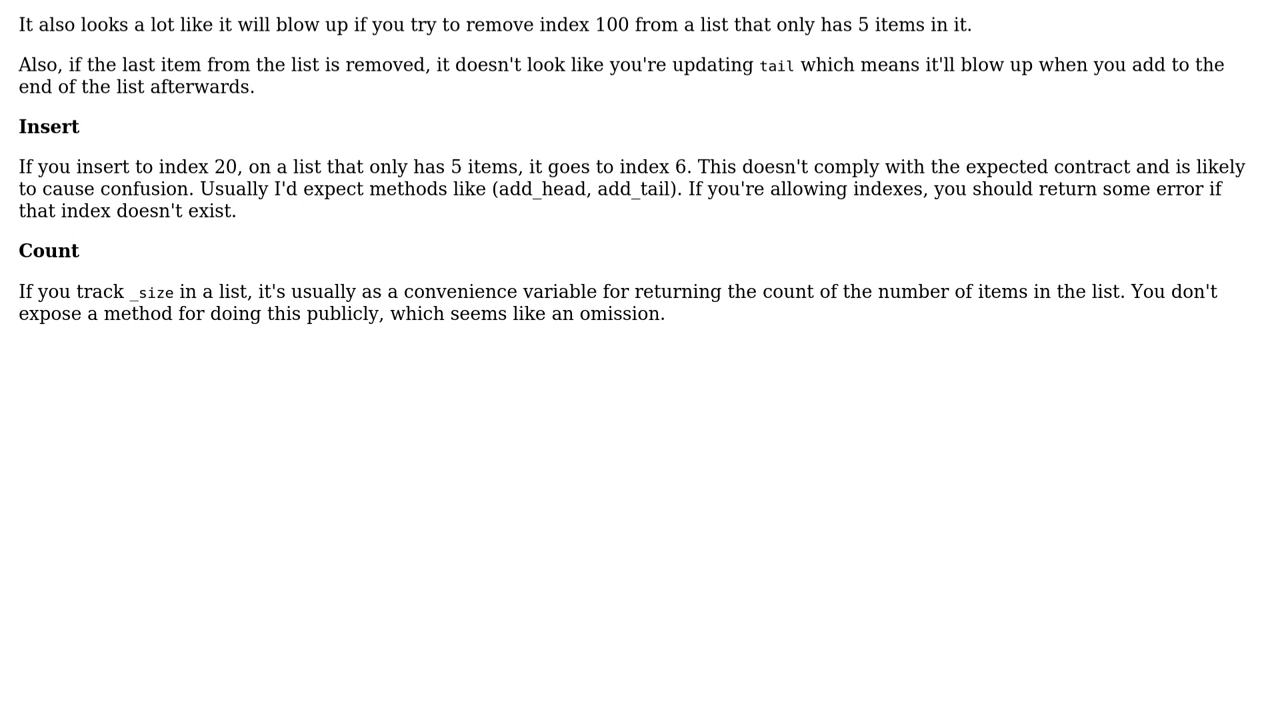 It also looks a lot like it will blow up if you try to remove index 100 from a list that only has 5 items in it.
Also, if the last item from the list is removed, it doesn't look like you're updating tail which means it'll blow up when you add to the
end of the list afterwards.
Insert
If you insert to index 20, on a list that only has 5 items, it goes to index 6. This doesn't comply with the expected contract and is likely
to cause confusion. Usually I'd expect methods like (add_head, add_tail). If you're allowing indexes, you should return some error if
that index doesn't exist.
Count
If you track _size in a list, it's usually as a convenience variable for returning the count of the number of items in the list. You don't
expose a method for doing this publicly, which seems like an omission.